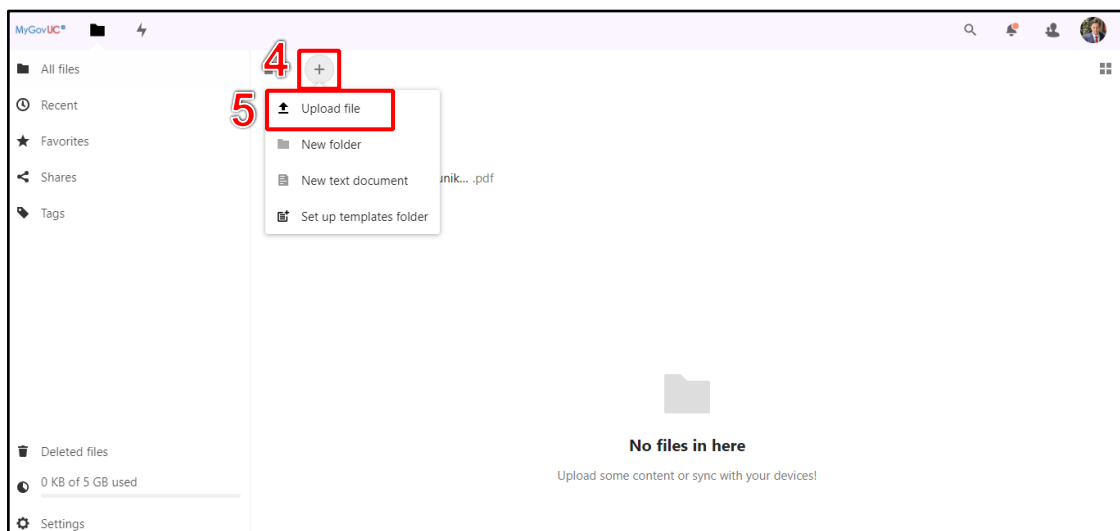 MyGovUC
All files
4
+
Recent
5
Upload file
Favorites
New folder
Shares
New text document
unik... .pdf
Tags
Set up templates folder
No files in here
Upload some content or sync with your devices!
Deleted files
0 KB of 5 GB used
Settings